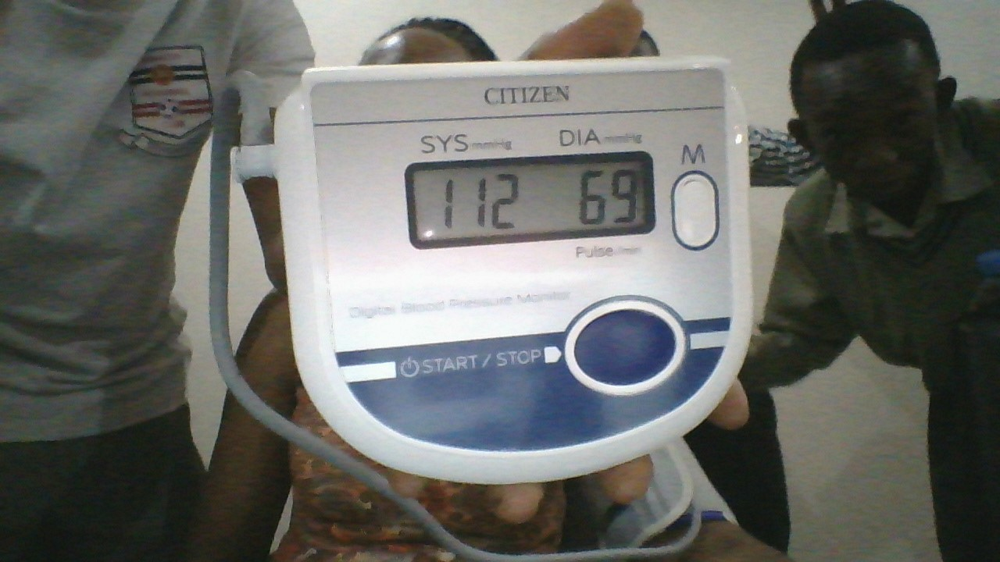 CITIZEN
SYS mmHg DIA mmHg
M
112 69
Pulse /min
Digital Blood Pressure Monitor
START / STOP